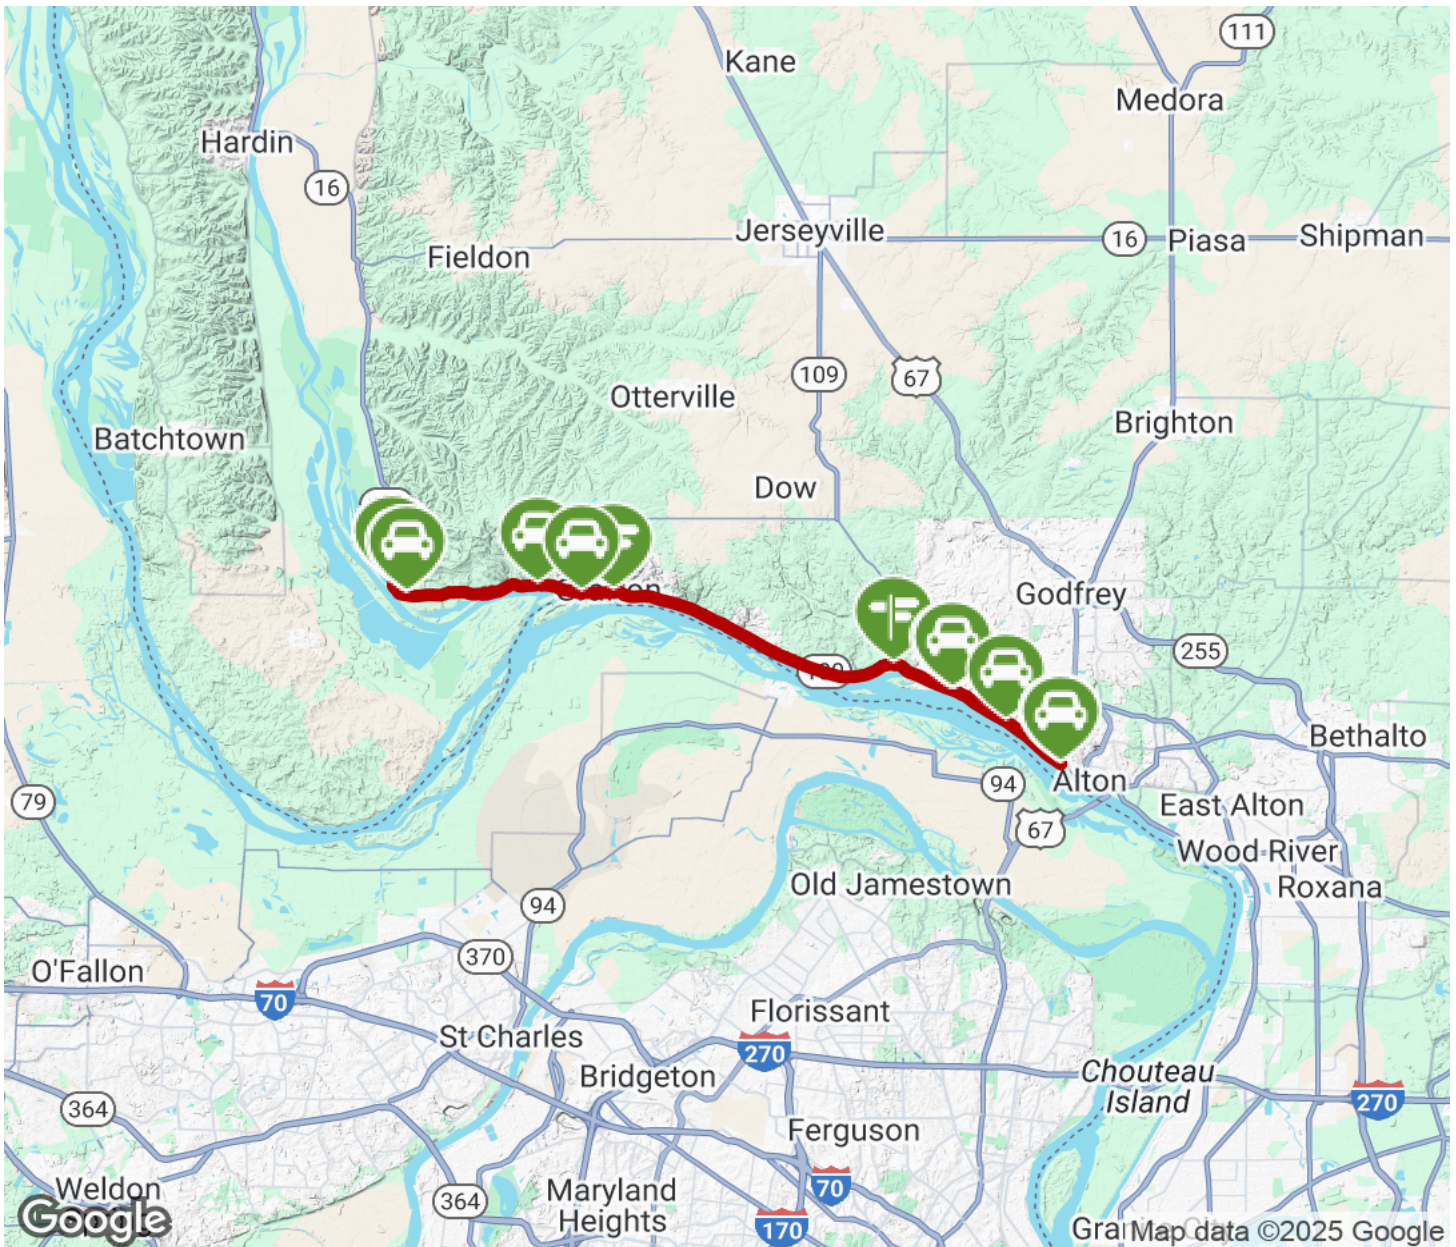 111
Kane
Medora
Hardin
16
Jerseyville
16
Piasa
Shipman
Fieldon
109
67
Otterville
Brighton
Batchtown
Dow
Godfrey
255
Bethalto
94
Alton
79
East Alton
67
Wood River
Old Jamestown
Roxana
94
370
O'Fallon
70
Florissant
St Charles
270
Bridgeton
Chouteau
Island
270
364
Ferguson
70
Weldon
364
Maryland
Heights
170
Google
Map data ©2025 Google